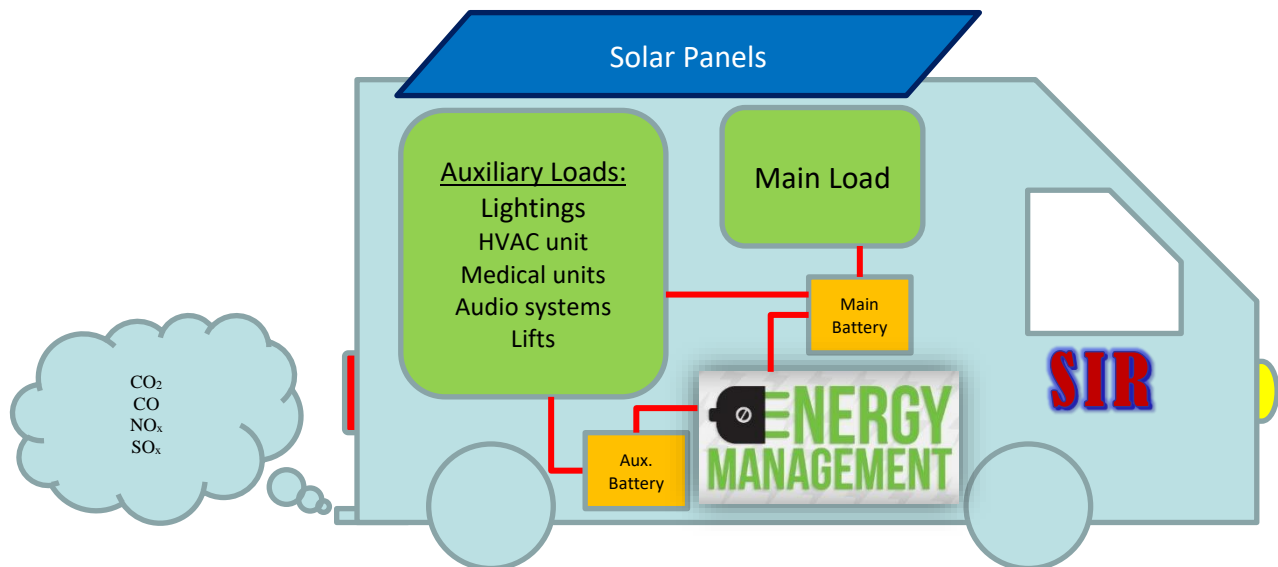 Solar Panels
Auxiliary Loads:
Lightings
HVAC unit
Medical units
Audio systems
Lifts
Main Load
Main
Battery
Aux.
Battery
ENERGY
MANAGEMENT
SIR
CO₂
CO
NOₓ
SOₓ